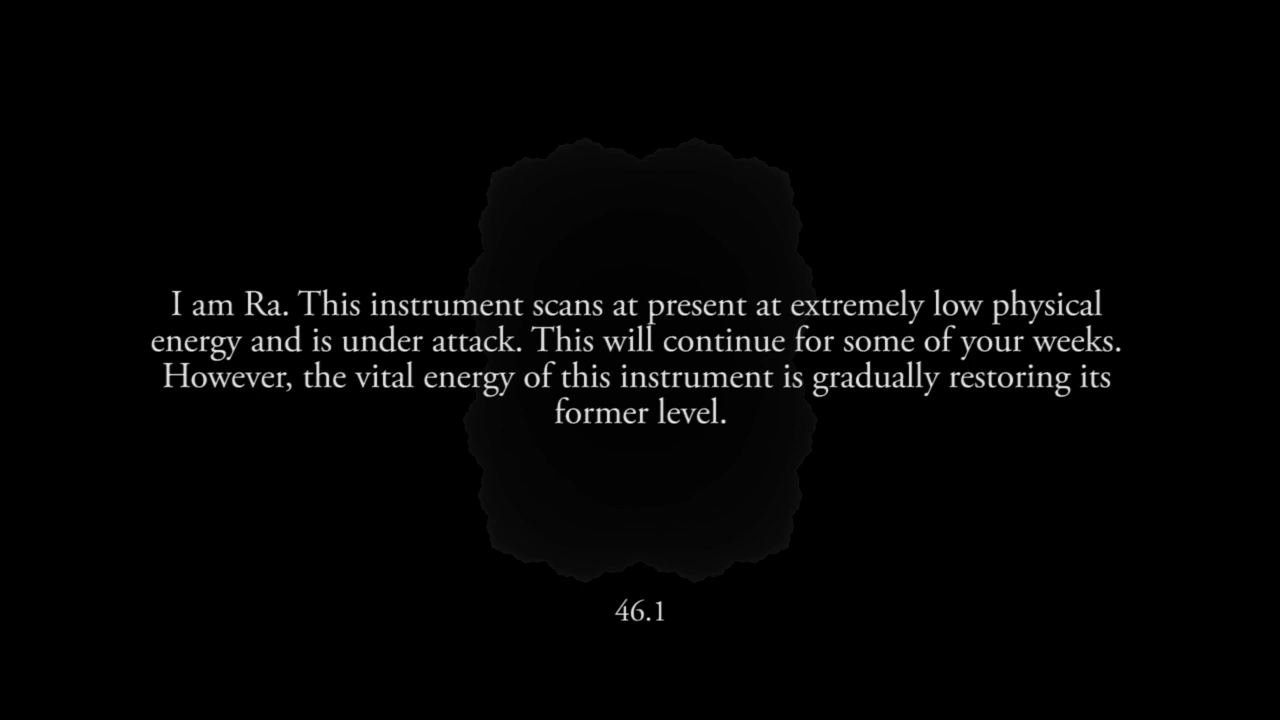 I am Ra. This instrument scans at present at extremely low physical
energy and is under attack. This will continue for some of your weeks.
However, the vital energy of this instrument is gradually restoring its
former level.
46.1